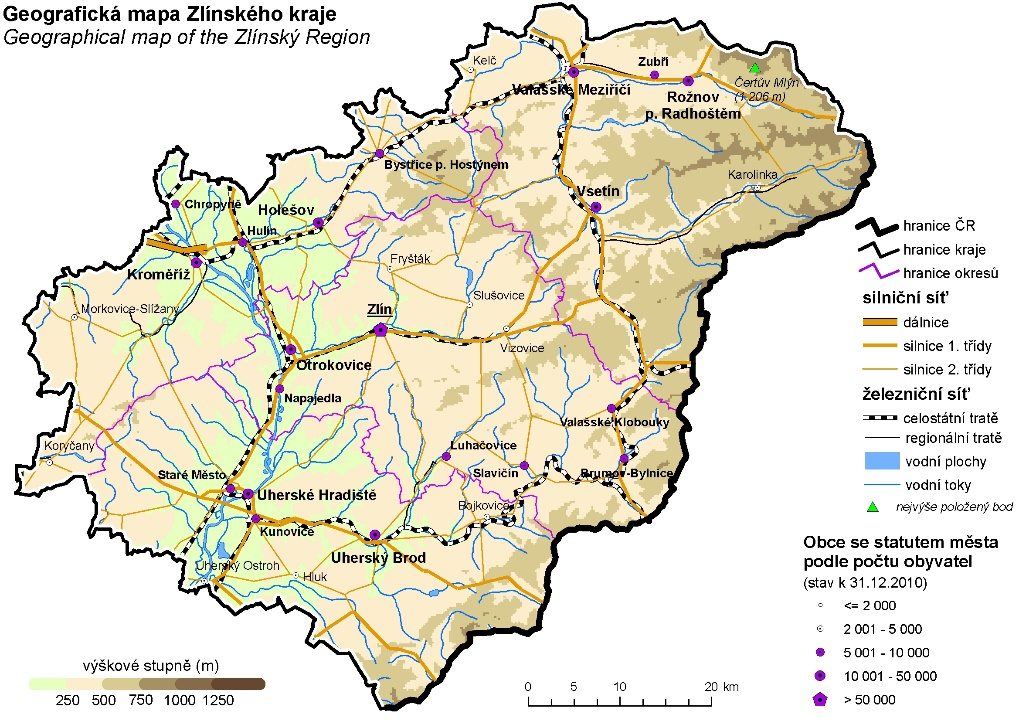 Geografická mapa Zlínského kraje
Geographical map of the Zlínský Region
Kelč
Zubří
Valašské Meziříčí
Čertův Mlýn
(1 206 m)
Rožnov
p. Radhoštěm
Bystřice p. Hostýnem
Karolinka
Vsetín
Chropyně
Holešov
Hulín
Kroměříž
Fryšták
Slušovice
Morkovice-Slížany
Zlín
Vizovice
Otrokovice
Napajedla
Valašské Klobouky
Koryčany
Luhačovice
Staré Město
Slavičín
Brumov-Bylnice
Uherské Hradiště
Bojkovice
Kunovice
Uherský Brod
Uherský Ostroh
Hluk
hranice ČR
hranice kraje
hranice okresů
silniční síť
dálnice
silnice 1. třídy
silnice 2. třídy
železniční síť
celostátní tratě
regionální tratě
vodní plochy
vodní toky
nejvýše položený bod
Obce se statutem města
podle počtu obyvatel
(stav k 31.12.2010)
<= 2 000
2 001 - 5 000
5 001 - 10 000
10 001 - 50 000
> 50 000
výškové stupně (m)
250 500 750 1000 1250
0 5 10 20 km